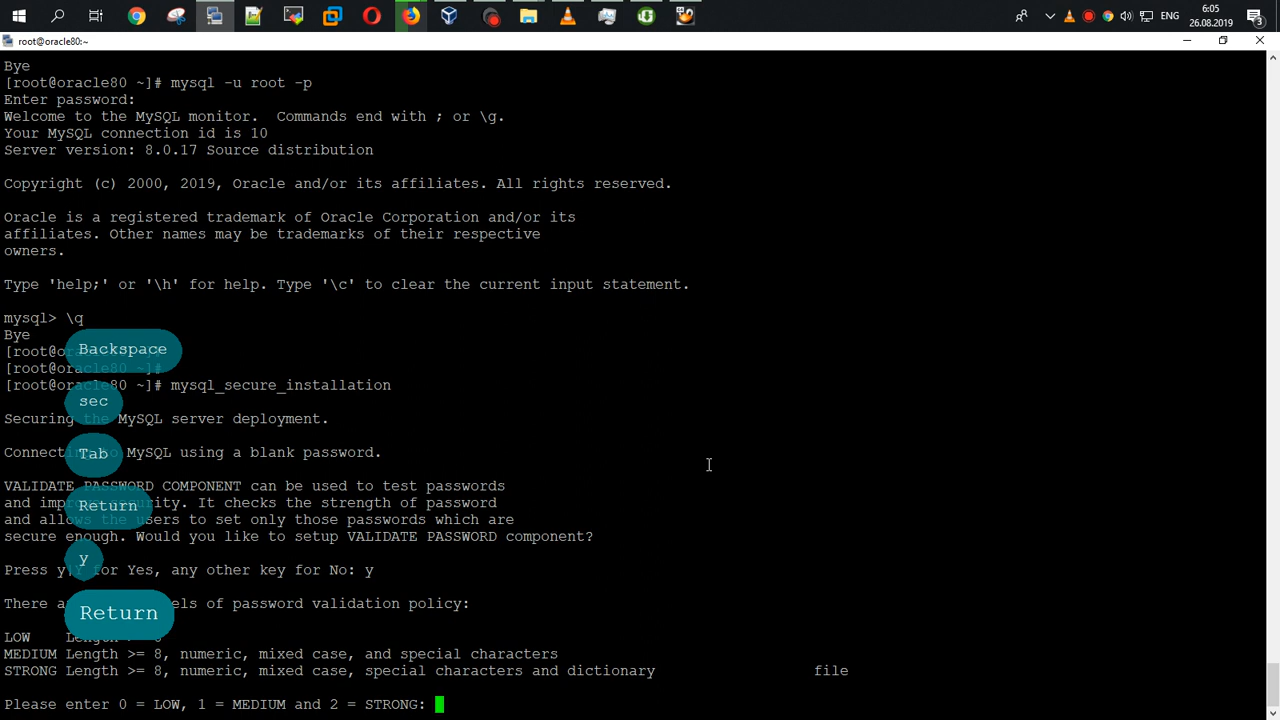 ENG
6:05
26.08.2019
3
root@oracle80:~
Bye
[root@oracle80 ~]# mysql -u root -p
Enter password:
Welcome to the MySQL monitor.  Commands end with ; or \g.
Your MySQL connection id is 10
Server version: 8.0.17 Source distribution
Copyright (c) 2000, 2019, Oracle and/or its affiliates. All rights reserved.
Oracle is a registered trademark of Oracle Corporation and/or its
affiliates. Other names may be trademarks of their respective
owners.
Type 'help;' or '\h' for help. Type '\c' to clear the current input statement.
mysql> \q
Bye
Backspace
[root@oracle80 ~]#
[root@oracle80 ~]#
[root@oracle80 ~]# mysql_secure_installation
sec
Securing the MySQL server deployment.
Connecting to MySQL using a blank password.
Tab
VALIDATE PASSWORD COMPONENT can be used to test passwords
and improve security. It checks the strength of password
Return
and allows the users to set only those passwords which are
secure enough. Would you like to setup VALIDATE PASSWORD component?
y
Press y|Y for Yes, any other key for No: y
There are levels of password validation policy:
Return
LOW    Length >= 8
MEDIUM Length >= 8, numeric, mixed case, and special characters
STRONG Length >= 8, numeric, mixed case, special characters and dictionary                  file
Please enter 0 = LOW, 1 = MEDIUM and 2 = STRONG: